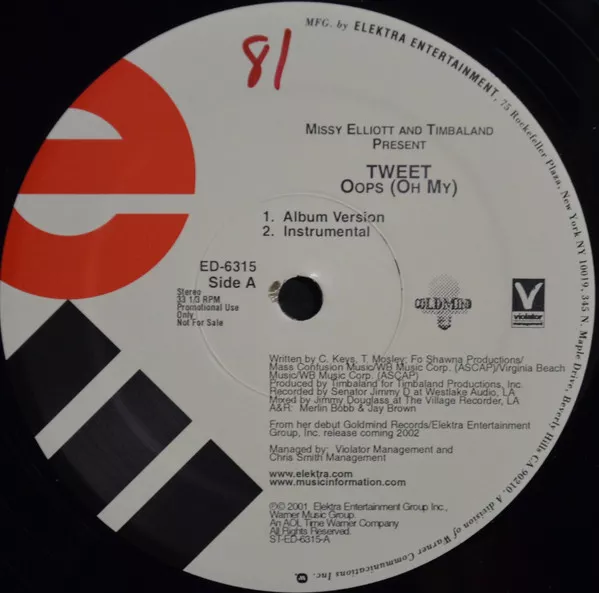 81
MFG. by ELEKTRA ENTERTAINMENT, 75 Rockefeller Plaza, New York NY 10019, 345 N. Maple Drive, Beverly Hills CA 90210. A division of Warner Communications Inc.
MISSY ELLIOTT AND TIMBALAND
PRESENT
TWEET
OOPS (OH MY)
1. Album Version
2. Instrumental
ED-6315
Side A
Stereo
33 1/3 RPM
Promotional Use
Only
Not For Sale
GOLDMIND
V
violator
management
Written by C. Keys, T. Mosley; Fo Shawna Productions/
Mass Confusion Music/WB Music Corp. (ASCAP)/Virginia Beach
Music/WB Music Corp. (ASCAP)
Produced by Timbaland for Timbaland Productions, Inc.
Recorded by Senator Jimmy D at Westlake Audio, LA
Mixed by Jimmy Douglass at The Village Recorder, LA
A&R: Merlin Bobb & Jay Brown
From her debut Goldmind Records/Elektra Entertainment
Group, Inc. release coming 2002
Managed by: Violator Management and
Chris Smith Management
www.elektra.com
www.musicinformation.com
℗© 2001 Elektra Entertainment Group Inc.,
Warner Music Group.
An AOL Time Warner Company
All Rights Reserved.
ST-ED-6315-A